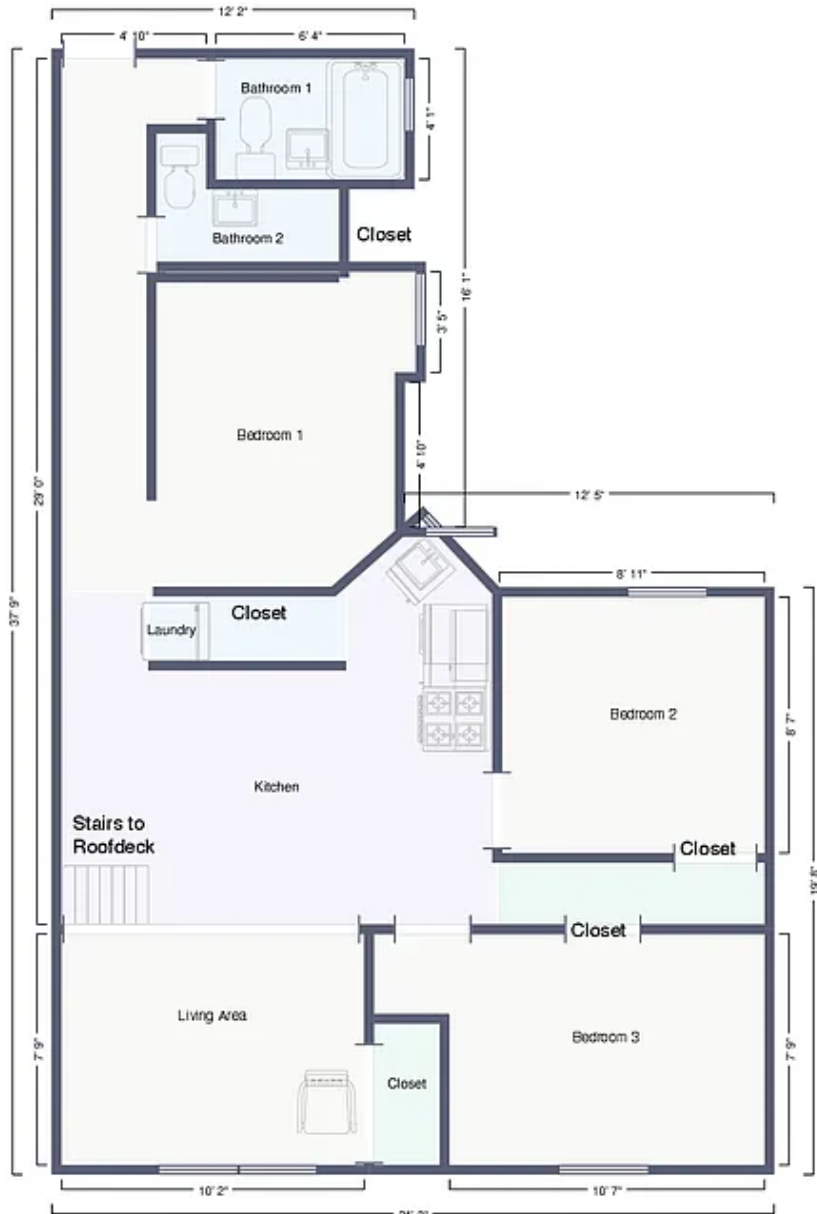 12' 2"
4' 10"
6' 4"
Bathroom 1
4' 1"
Bathroom 2
Closet
16' 1"
3' 5"
Bedroom 1
4' 10"
29' 0"
12' 5"
37' 9"
8' 11"
Closet
Laundry
Bedroom 2
8' 7"
Kitchen
Stairs to
Roofdeck
Closet
19' 8"
Closet
Living Area
7' 9"
Bedroom 3
7' 9"
Closet
10' 2"
10' 7"